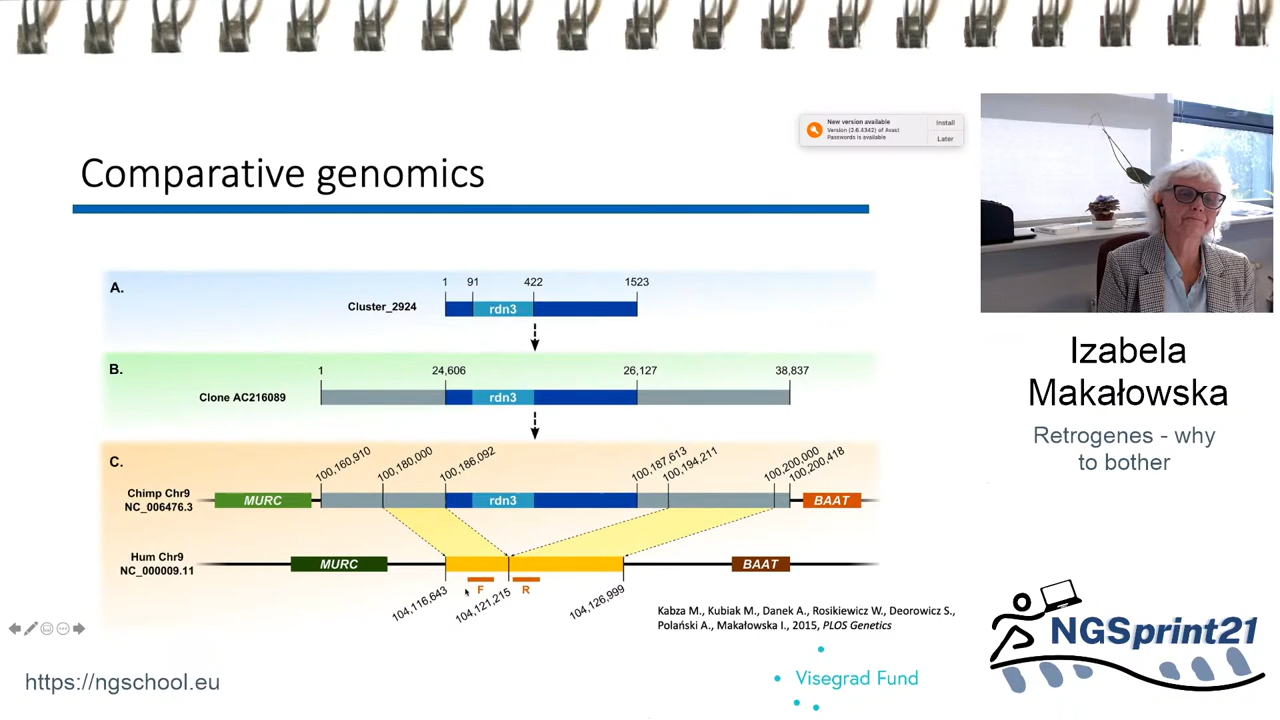 New version available
Version (2.6.4342) of Avast
Passwords is available
Install
Later
Comparative genomics
A.
1 91 422 1523
Cluster_2924
rdn3
B.
1 24,606 26,127 38,837
Clone AC216089
rdn3
C.
100,160,910 100,180,000 100,186,092 100,187,613 100,194,211 100,200,000 100,200,418
Chimp Chr9
NC_006476.3
MURC
rdn3
BAAT
Hum Chr9
NC_000009.11
MURC
BAAT
F R
104,116,643 104,121,215 104,126,999
Kabza M., Kubiak M., Danek A., Rosikiewicz W., Deorowicz S.,
Polański A., Makałowska I., 2015, PLOS Genetics
Izabela
Makałowska
Retrogenes - why
to bother
NGSprint21
https://ngschool.eu
Visegrad Fund